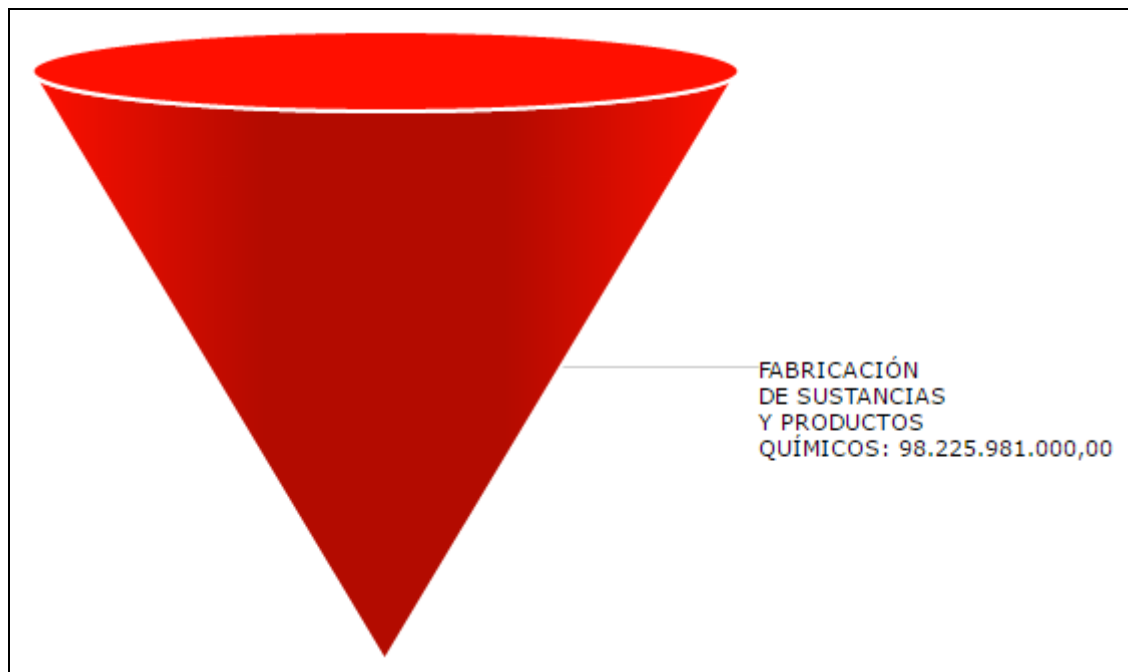 FABRICACIÓN
DE SUSTANCIAS
Y PRODUCTOS
QUÍMICOS: 98.225.981.000,00